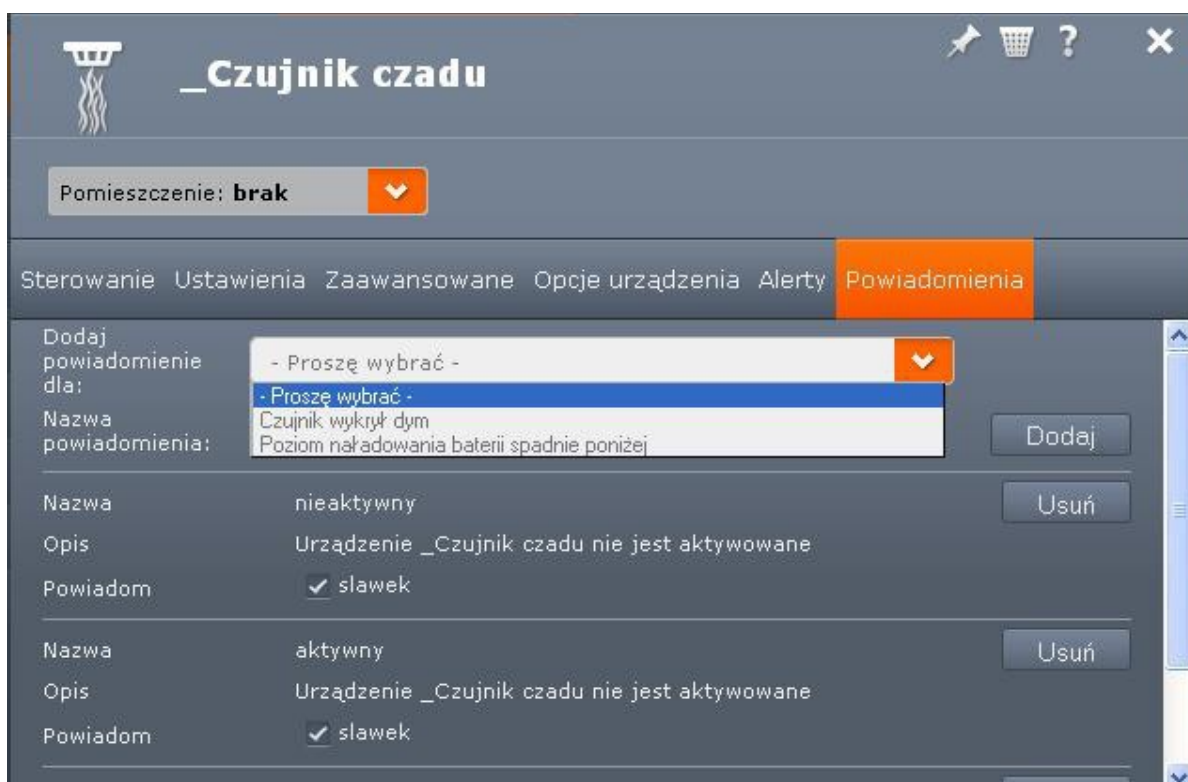 ?
_Czujnik czadu
Pomieszczenie: brak
Sterowanie Ustawienia Zaawansowane Opcje urządzenia Alerty Powiadomienia
Dodaj
powiadomienie
dla:
- Proszę wybrać -
- Proszę wybrać -
Czujnik wykrył dym
Poziom naładowania baterii spadnie poniżej
Nazwa
powiadomienia:
Dodaj
Nazwa nieaktywny Usuń
Opis Urządzenie _Czujnik czadu nie jest aktywowane
Powiadom slawek
Nazwa aktywny Usuń
Opis Urządzenie _Czujnik czadu nie jest aktywowane
Powiadom slawek